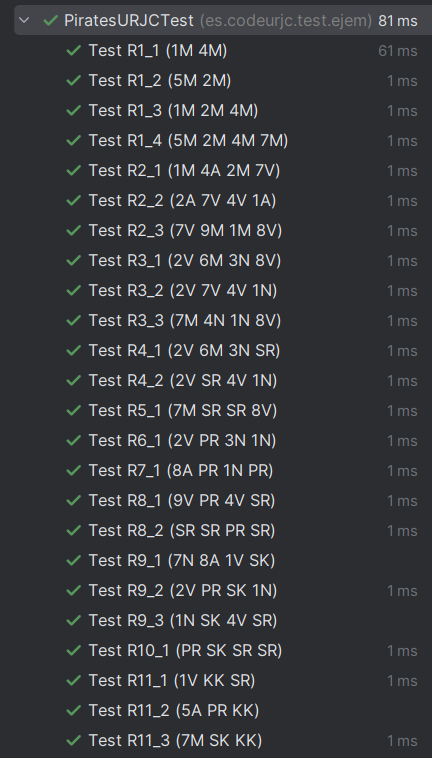 PiratesURJCTest (es.codeurjc.test.ejem) 81 ms
Test R1_1 (1M 4M) 61 ms
Test R1_2 (5M 2M) 1 ms
Test R1_3 (1M 2M 4M) 1 ms
Test R1_4 (5M 2M 4M 7M) 1 ms
Test R2_1 (1M 4A 2M 7V) 1 ms
Test R2_2 (2A 7V 4V 1A) 1 ms
Test R2_3 (7V 9M 1M 8V) 1 ms
Test R3_1 (2V 6M 3N 8V) 1 ms
Test R3_2 (2V 7V 4V 1N) 1 ms
Test R3_3 (7M 4N 1N 8V) 1 ms
Test R4_1 (2V 6M 3N SR) 1 ms
Test R4_2 (2V SR 4V 1N) 1 ms
Test R5_1 (7M SR SR 8V) 1 ms
Test R6_1 (2V PR 3N 1N) 1 ms
Test R7_1 (8A PR 1N PR) 1 ms
Test R8_1 (9V PR 4V SR) 1 ms
Test R8_2 (SR SR PR SR) 1 ms
Test R9_1 (7N 8A 1V SK)
Test R9_2 (2V PR SK 1N) 1 ms
Test R9_3 (1N SK 4V SR)
Test R10_1 (PR SK SR SR) 1 ms
Test R11_1 (1V KK SR) 1 ms
Test R11_2 (5A PR KK)
Test R11_3 (7M SK KK) 1 ms